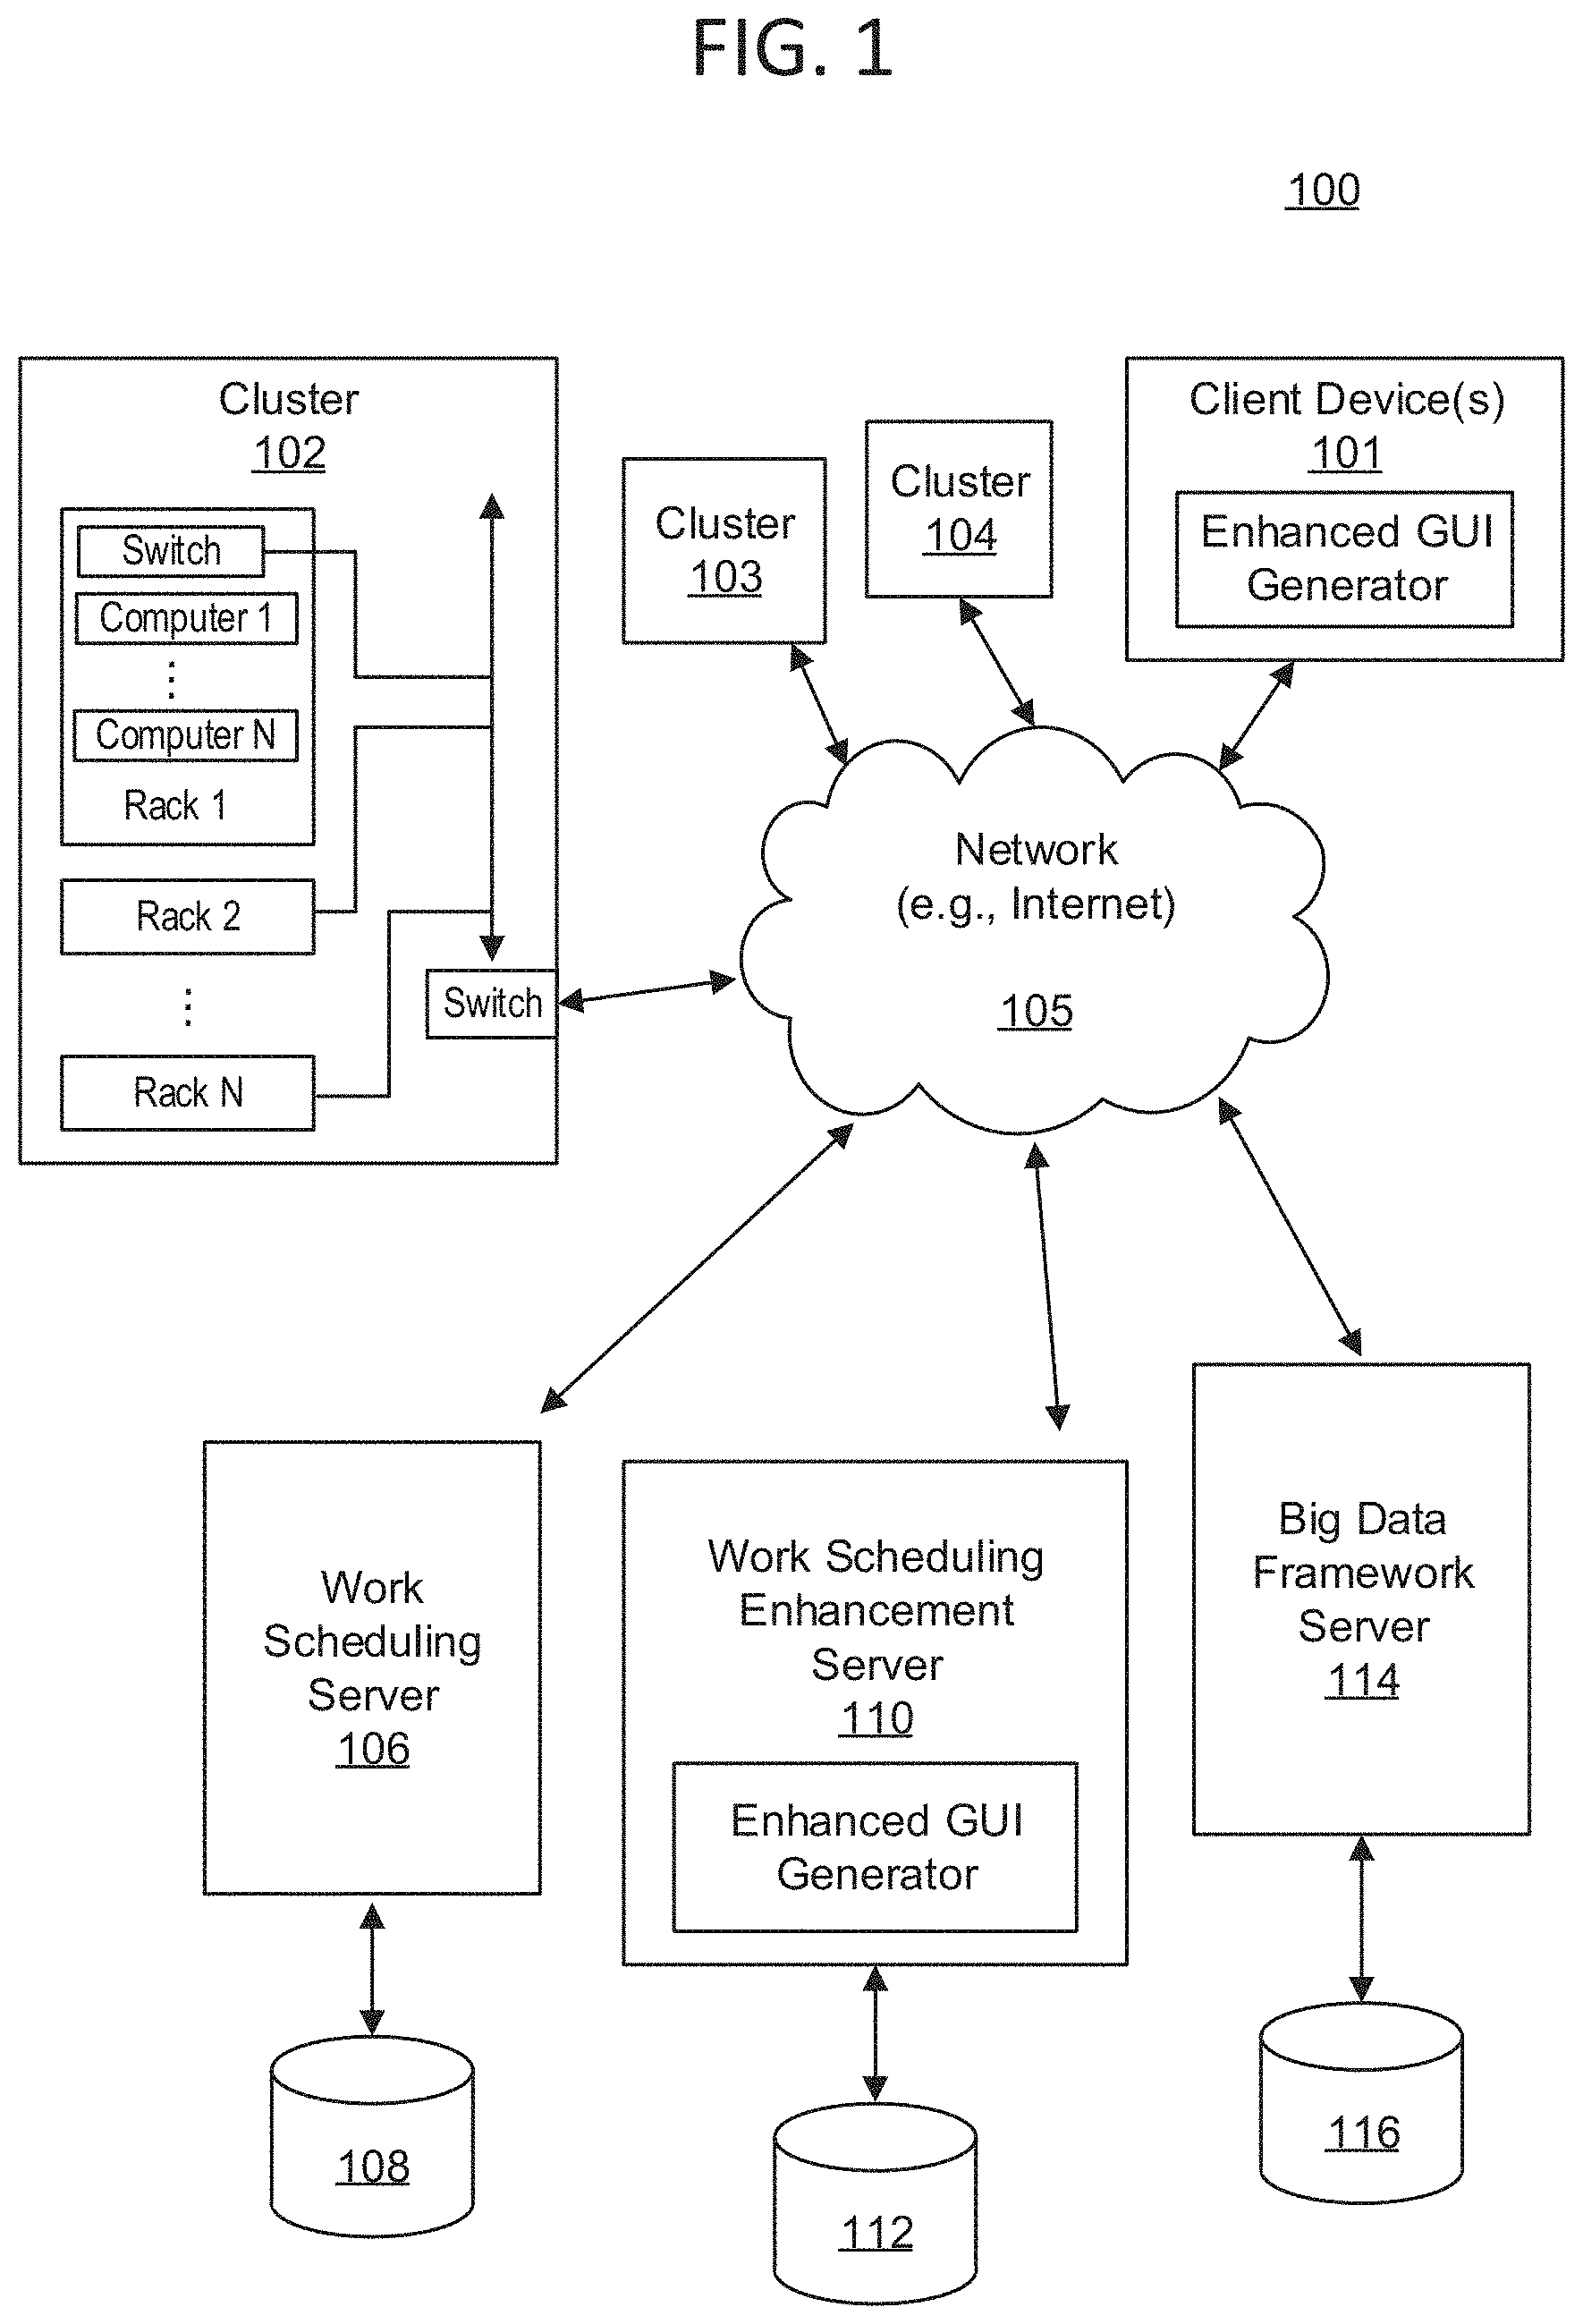 FIG. 1
100
Cluster
102
Switch
Computer 1
Computer N
Rack 1
Rack 2
Rack N
Switch
Cluster
103
Cluster
104
Client Device(s)
101
Enhanced GUI
Generator
Network
(e.g., Internet)
105
Work
Scheduling
Server
106
Work Scheduling
Enhancement
Server
110
Enhanced GUI
Generator
Big Data
Framework
Server
114
108
112
116